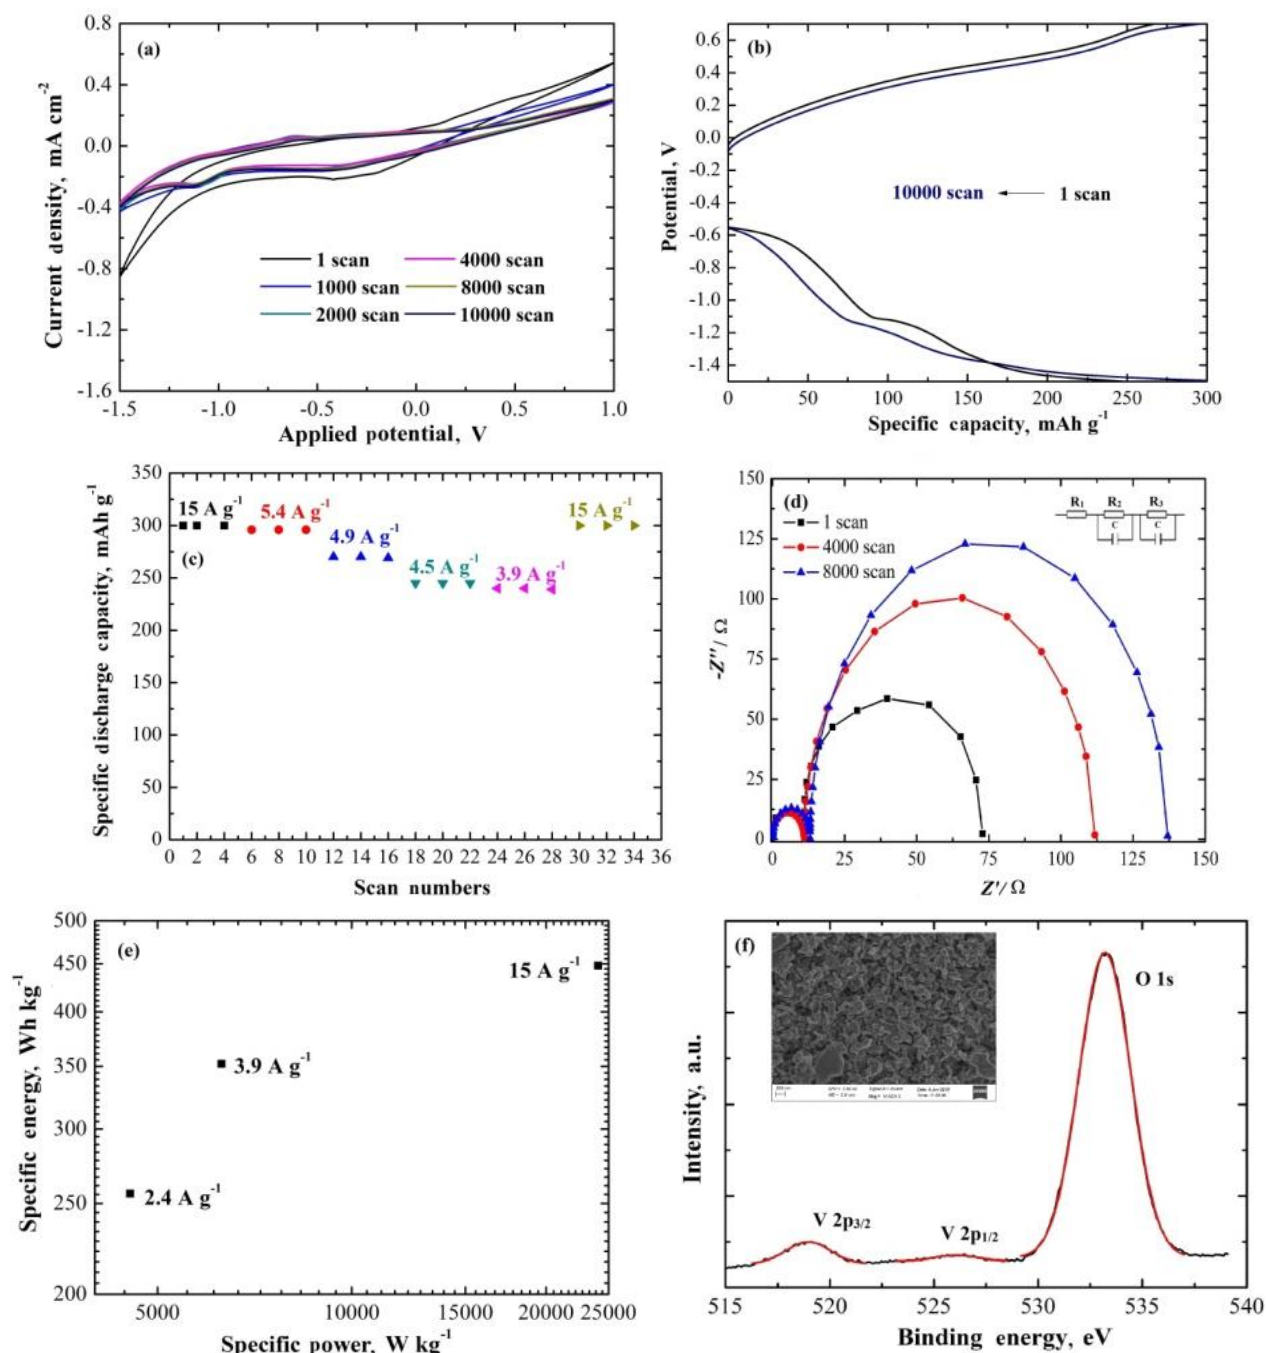 (a)
0.8
0.4
0.0
-0.4
-0.8
-1.2
-1.6
Current density, mA cm⁻²
1 scan
4000 scan
1000 scan
8000 scan
2000 scan
10000 scan
-1.5
-1.0
-0.5
0.0
0.5
1.0
Applied potential, V
(b)
0.6
0.4
0.2
0.0
-0.2
-0.4
-0.6
-0.8
-1.0
-1.2
-1.4
Potential, V
10000 scan
1 scan
0
50
100
150
200
250
300
Specific capacity, mAh g⁻¹
350
300
250
200
150
100
50
0
Specific discharge capacity, mAh g⁻¹
15 A g⁻¹
5.4 A g⁻¹
15 A g⁻¹
4.9 A g⁻¹
(c)
4.5 A g⁻¹
3.9 A g⁻¹
0 2 4 6 8 10 12 14 16 18 20 22 24 26 28 30 32 34 36
Scan numbers
(d)
150
125
100
75
50
25
0
-Z''/ Ω
1 scan
4000 scan
8000 scan
R₁
R₂
R₃
C
C
0
25
50
75
100
125
150
Z'/ Ω
(e)
500
450
400
350
300
250
200
Specific energy, Wh kg⁻¹
15 A g⁻¹
3.9 A g⁻¹
2.4 A g⁻¹
5000
10000
15000
20000
25000
Specific power, W kg⁻¹
(f)
Intensity, a.u.
O 1s
V 2p₃/₂
V 2p₁/₂
515
520
525
530
535
540
Binding energy, eV